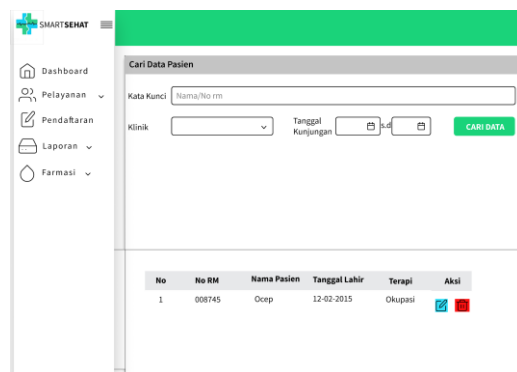 SMARTSEHAT
Dashboard
Pelayanan
Pendaftaran
Laporan
Farmasi
Cari Data Pasien
Kata Kunci Nama/No rm
Klinik
Tanggal Kunjungan s.d
CARI DATA
No No RM Nama Pasien Tanggal Lahir Terapi Aksi
1 008745 Ocep 12-02-2015 Okupasi